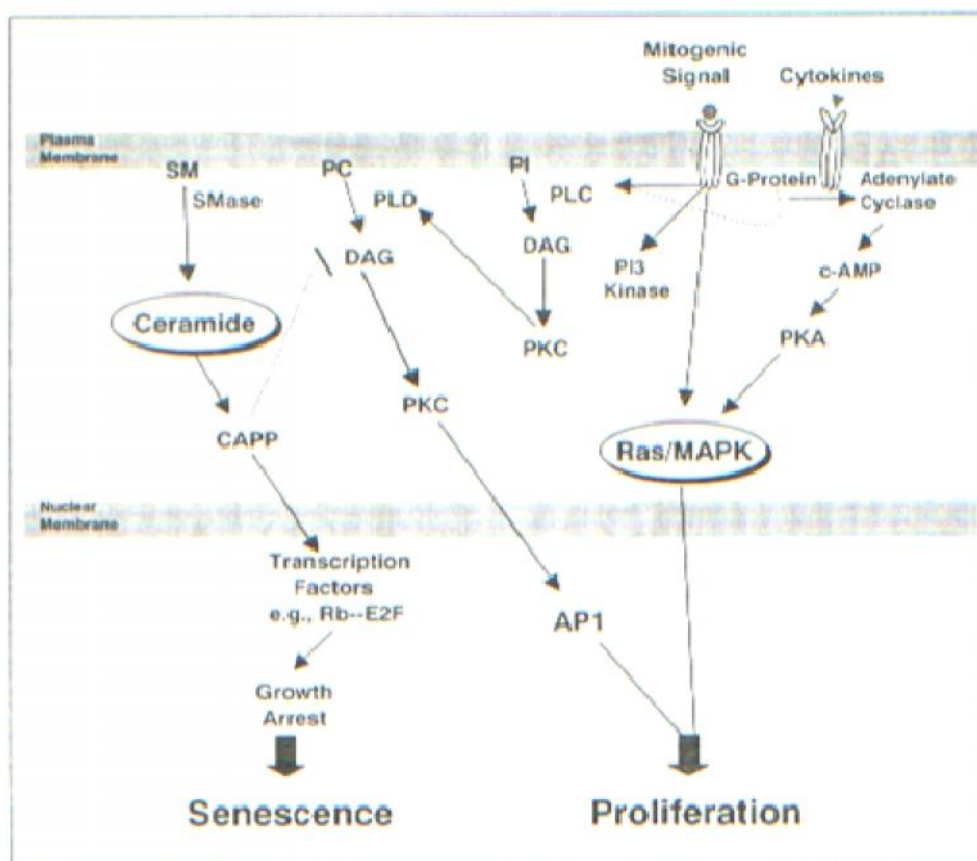 Mitogenic
Signal
Cytokines
Plasma
Membrane
SM
PC
PI
G-Protein
Adenylate
Cyclase
SMase
PLD
PLC
DAG
DAG
PI3
Kinase
c-AMP
Ceramide
PKC
PKA
PKC
CAPP
Ras/MAPK
Nuclear
Membrane
Transcription
Factors
e.g., Rb--E2F
AP1
Growth
Arrest
Senescence
Proliferation